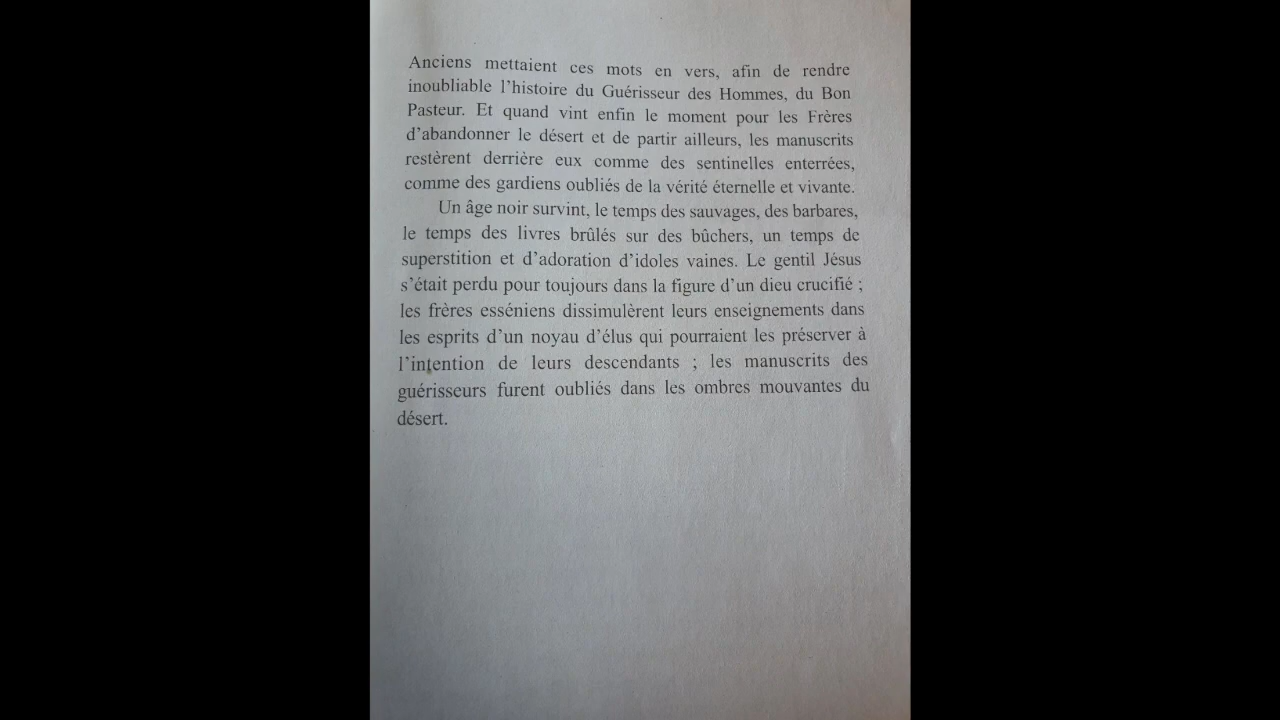 Anciens mettaient ces mots en vers, afin de rendre
inoubliable l'histoire du Guérisseur des Hommes, du Bon
Pasteur. Et quand vint enfin le moment pour les Frères
d'abandonner le désert et de partir ailleurs, les manuscrits
restèrent derrière eux comme des sentinelles enterrées,
comme des gardiens oubliés de la vérité éternelle et vivante.
Un âge noir survint, le temps des sauvages, des barbares,
le temps des livres brûlés sur des bûchers, un temps de
superstition et d'adoration d'idoles vaines. Le gentil Jésus
s'était perdu pour toujours dans la figure d'un dieu crucifié ;
les frères esséniens dissimulèrent leurs enseignements dans
les esprits d'un noyau d'élus qui pourraient les préserver à
l'intention de leurs descendants ; les manuscrits des
guérisseurs furent oubliés dans les ombres mouvantes du
désert.